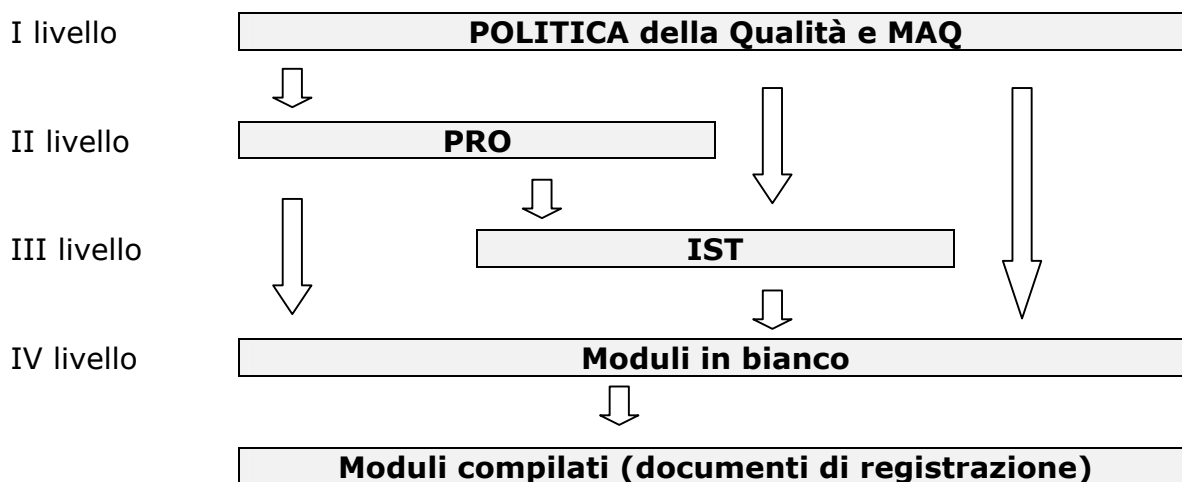 I livello
POLITICA della Qualità e MAQ
II livello
PRO
III livello
IST
IV livello
Moduli in bianco
Moduli compilati (documenti di registrazione)